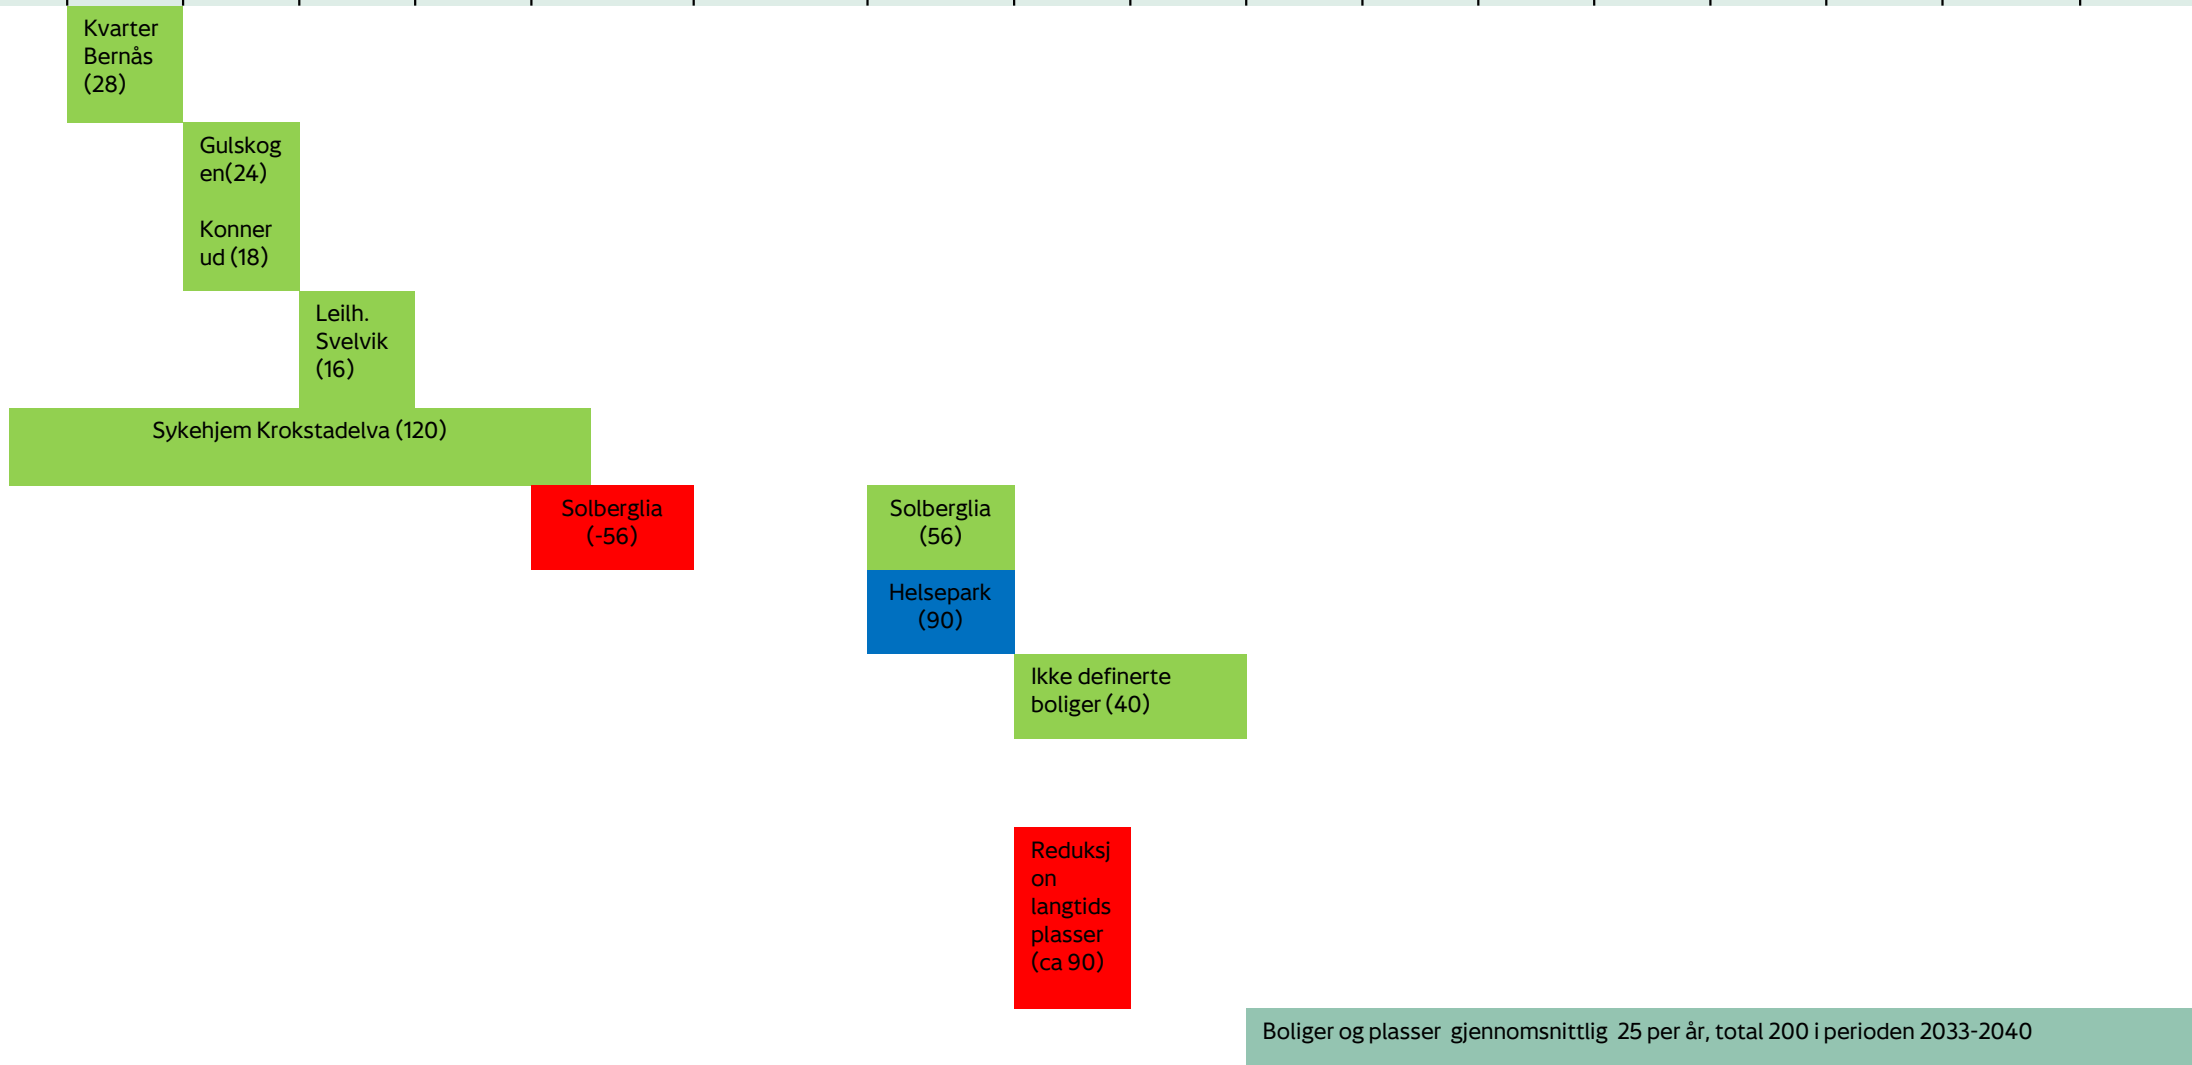 Kvarter
Bernås
(28)
Gulskog
en(24)
Konner
ud (18)
Leilh.
Svelvik
(16)
Sykehjem Krokstadelva (120)
Solberglia
(-56)
Solberglia
(56)
Helsepark
(90)
Ikke definerte
boliger (40)
Reduksj
on
langtids
plasser
(ca 90)
Boliger og plasser  gjennomsnittlig  25 per år, total 200 i perioden 2033-2040